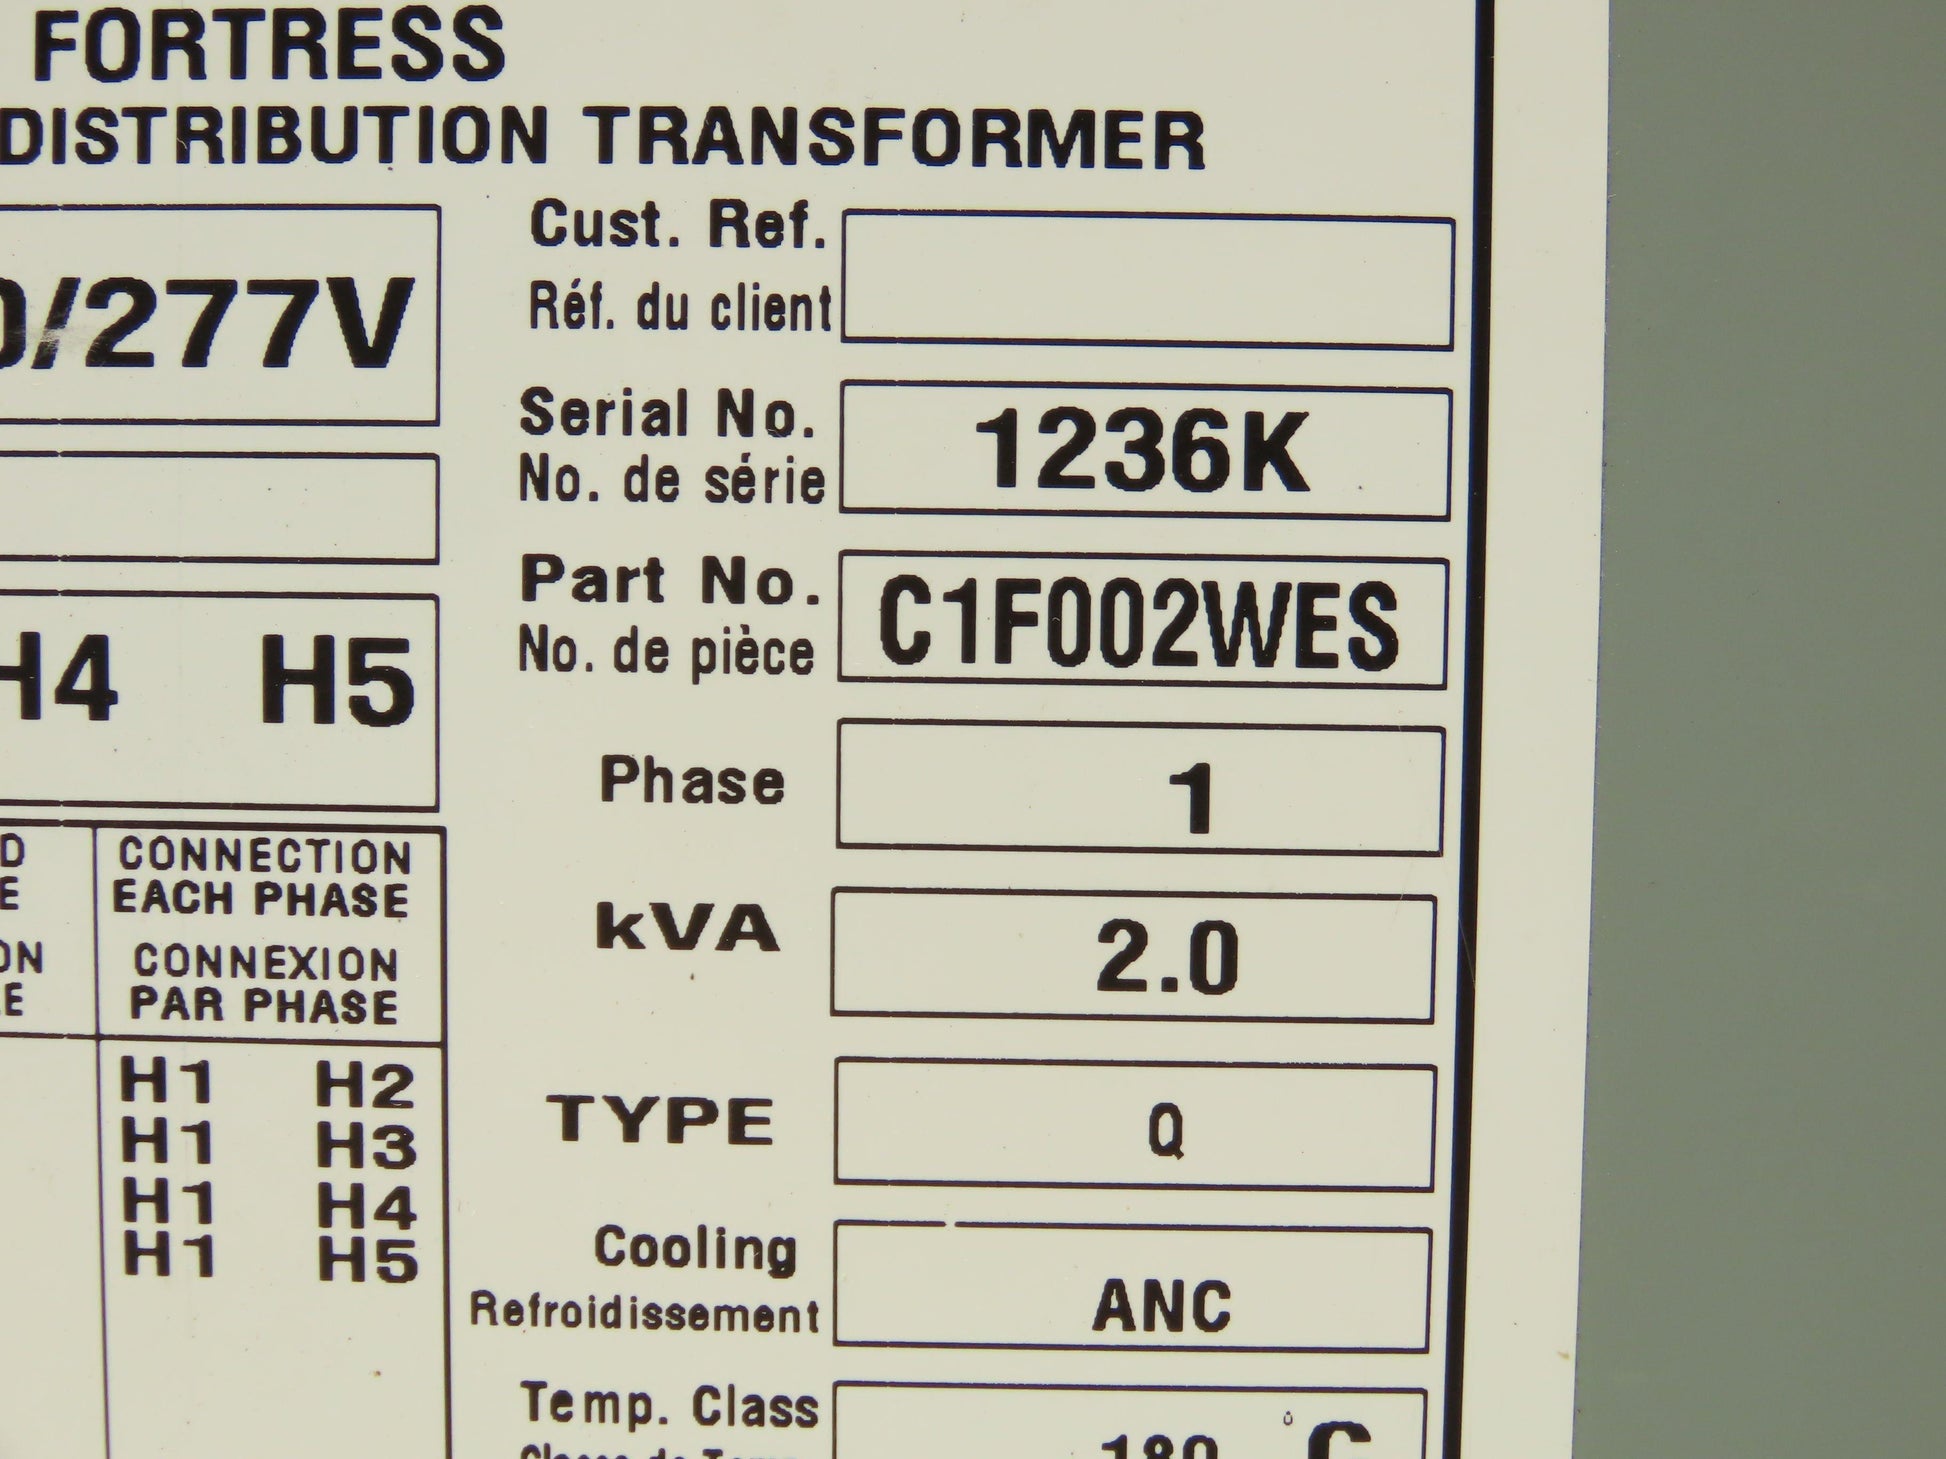 FORTRESS
DISTRIBUTION TRANSFORMER
/277V
H4 H5
CONNECTION
EACH PHASE
CONNEXION
PAR PHASE
H1 H2
H1 H3
H1 H4
H1 H5
Cust. Ref.
Réf. du client
Serial No.
No. de série
1236K
Part No.
No. de pièce
C1F002WES
Phase 1
kVA 2.0
TYPE Q
Cooling
Refroidissement
ANC
Temp. Class
180 °C